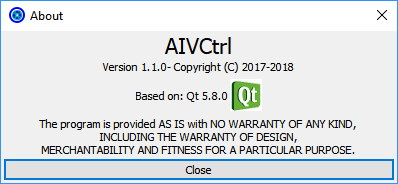 About
AIVCtrl
Version 1.1.0- Copyright (C) 2017-2018
Based on: Qt 5.8.0 Qt
The program is provided AS IS with NO WARRANTY OF ANY KIND,
INCLUDING THE WARRANTY OF DESIGN,
MERCHANTABILITY AND FITNESS FOR A PARTICULAR PURPOSE.
Close